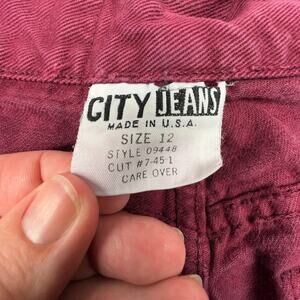 CITY JEANS
MADE IN U.S.A.
SIZE 12
STYLE 09448
CUT #7-45-1
CARE OVER